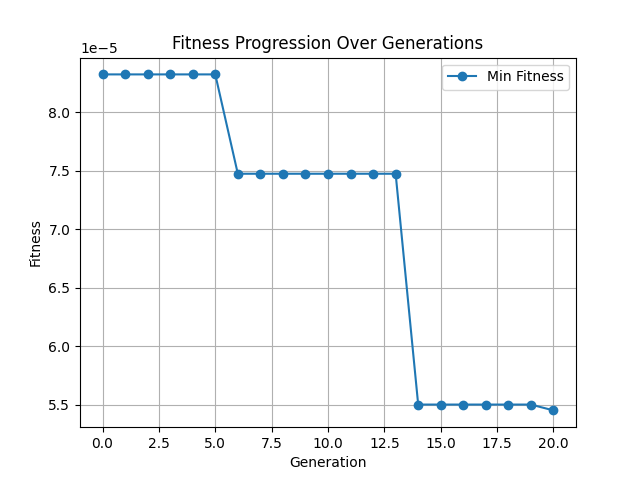 Fitness Progression Over Generations
1e−5
Min Fitness
8.0
7.5
7.0
6.5
6.0
5.5
Fitness
0.0 2.5 5.0 7.5 10.0 12.5 15.0 17.5 20.0
Generation